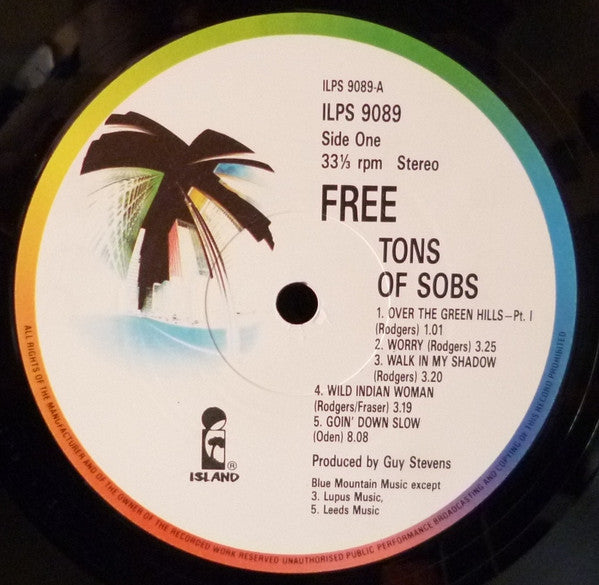 ILPS 9089-A
ILPS 9089
Side One
33⅓ rpm Stereo
FREE
TONS
OF SOBS
1. OVER THE GREEN HILLS–Pt. I
(Rodgers) 1.01
2. WORRY (Rodgers) 3.25
3. WALK IN MY SHADOW
(Rodgers) 3.20
4. WILD INDIAN WOMAN
(Rodgers/Fraser) 3.19
5. GOIN' DOWN SLOW
(Oden) 8.08
Produced by Guy Stevens
Blue Mountain Music except
3. Lupus Music,
5. Leeds Music
ISLAND®
ALL RIGHTS OF THE MANUFACTURER AND OF THE OWNER OF THE RECORDED WORK RESERVED UNAUTHORISED PUBLIC PERFORMANCE BROADCASTING AND COPYING OF THIS RECORD PROHIBITED